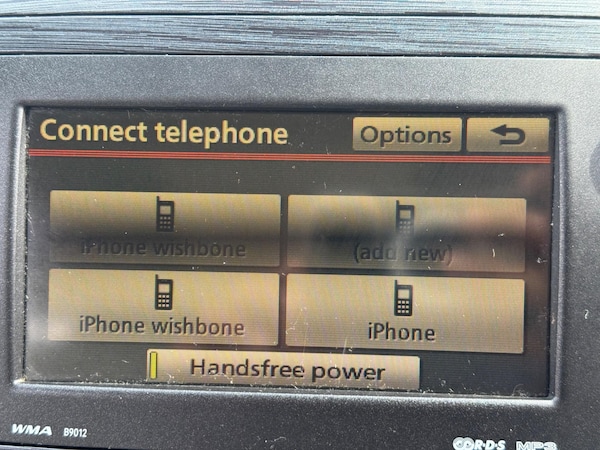 Connect telephone
Options
iPhone wishbone
(add new)
iPhone wishbone
iPhone
Handsfree power
WMA B9012
R·D·S MP3